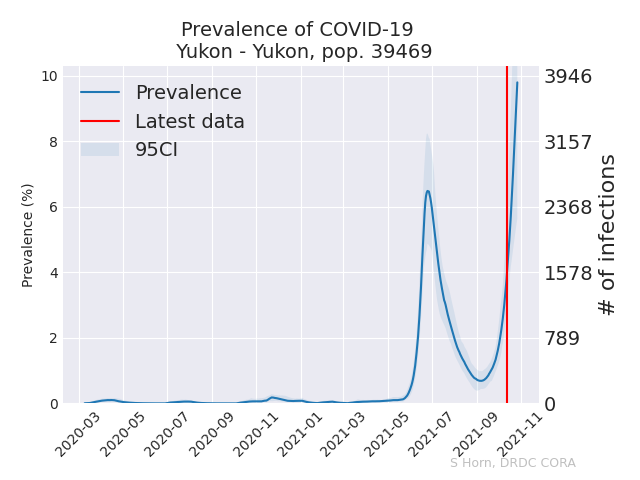 Prevalence of COVID-19
Yukon - Yukon, pop. 39469
Prevalence
Latest data
95CI
Prevalence (%)
10
8
6
4
2
0
3946
3157
2368
1578
789
0
# of infections
2020-03
2020-05
2020-07
2020-09
2020-11
2021-01
2021-03
2021-05
2021-07
2021-09
2021-11
S Horn, DRDC CORA